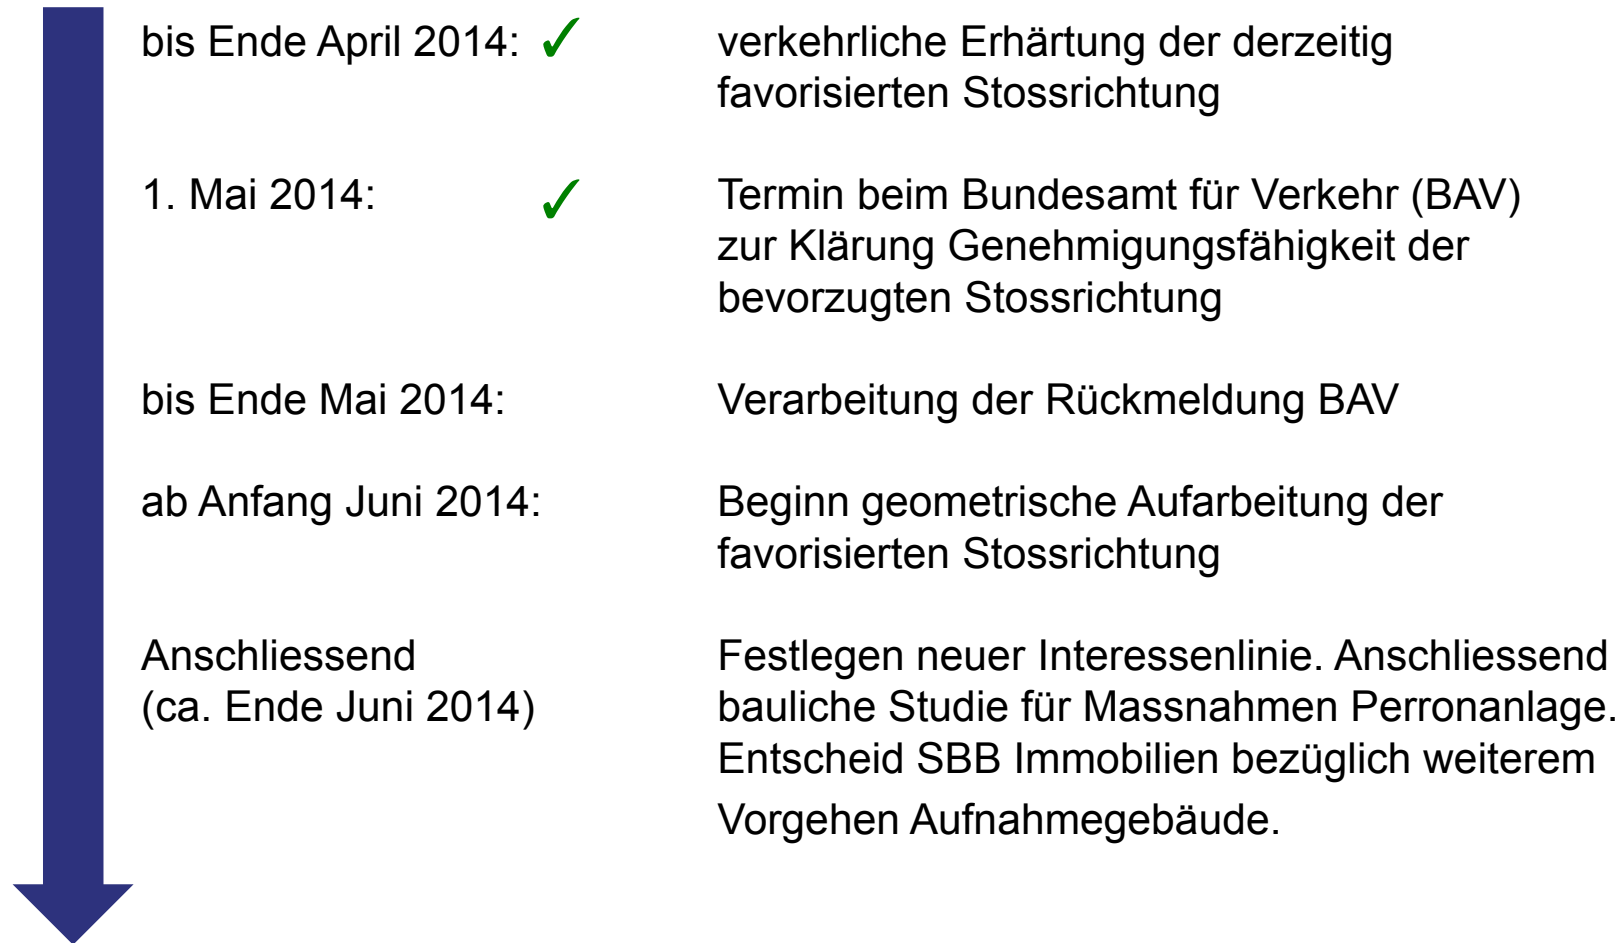 bis Ende April 2014: ✓ verkehrliche Erhärtung der derzeitig
favorisierten Stossrichtung
1. Mai 2014: ✓ Termin beim Bundesamt für Verkehr (BAV)
zur Klärung Genehmigungsfähigkeit der
bevorzugten Stossrichtung
bis Ende Mai 2014: Verarbeitung der Rückmeldung BAV
ab Anfang Juni 2014: Beginn geometrische Aufarbeitung der
favorisierten Stossrichtung
Anschliessend Festlegen neuer Interessenlinie. Anschliessend
(ca. Ende Juni 2014) bauliche Studie für Massnahmen Perronanlage.
Entscheid SBB Immobilien bezüglich weiterem
Vorgehen Aufnahmegebäude.